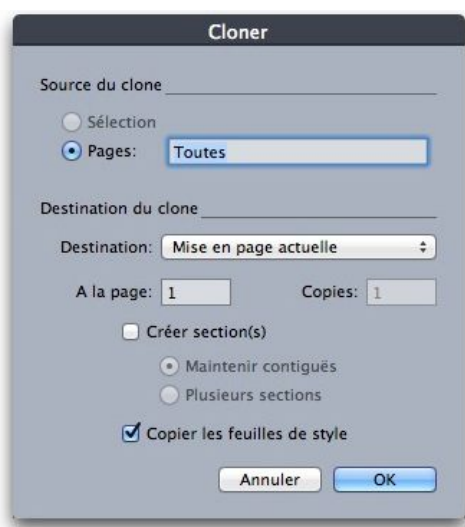 Cloner
Source du clone
Sélection
Pages: Toutes
Destination du clone
Destination: Mise en page actuelle
A la page: 1 Copies: 1
Créer section(s)
Maintenir contiguës
Plusieurs sections
Copier les feuilles de style
Annuler OK